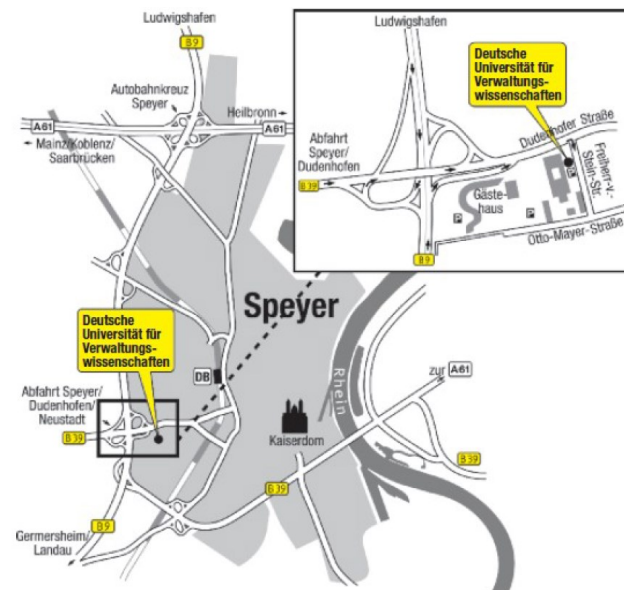 Ludwigshafen
B9
Autobahnkreuz
Speyer
Heilbronn
A61
A61
Mainz/Koblenz/
Saarbrücken
Speyer
Deutsche
Universität für
Verwaltungs-
wissenschaften
DB
Abfahrt Speyer/
Dudenhofen/
Neustadt
B39
Kaiserdom
Rhein
zur A61
B39
B39
B9
Germersheim/
Landau
Ludwigshafen
Deutsche
Universität für
Verwaltungs-
wissenschaften
Abfahrt
Speyer/
Dudenhofen
B39
Dudenhofer Straße
Freiherr-v.-
Stein-Str.
P
Gäste-
haus
P
P
Otto-Mayer-Straße
B9